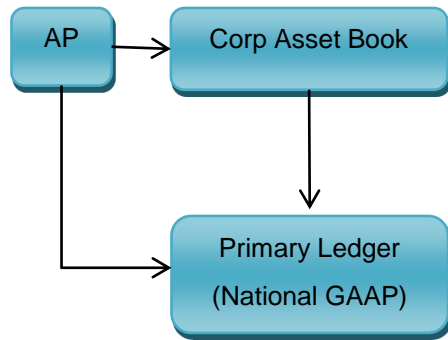 AP
Corp Asset Book
Primary Ledger
(National GAAP)